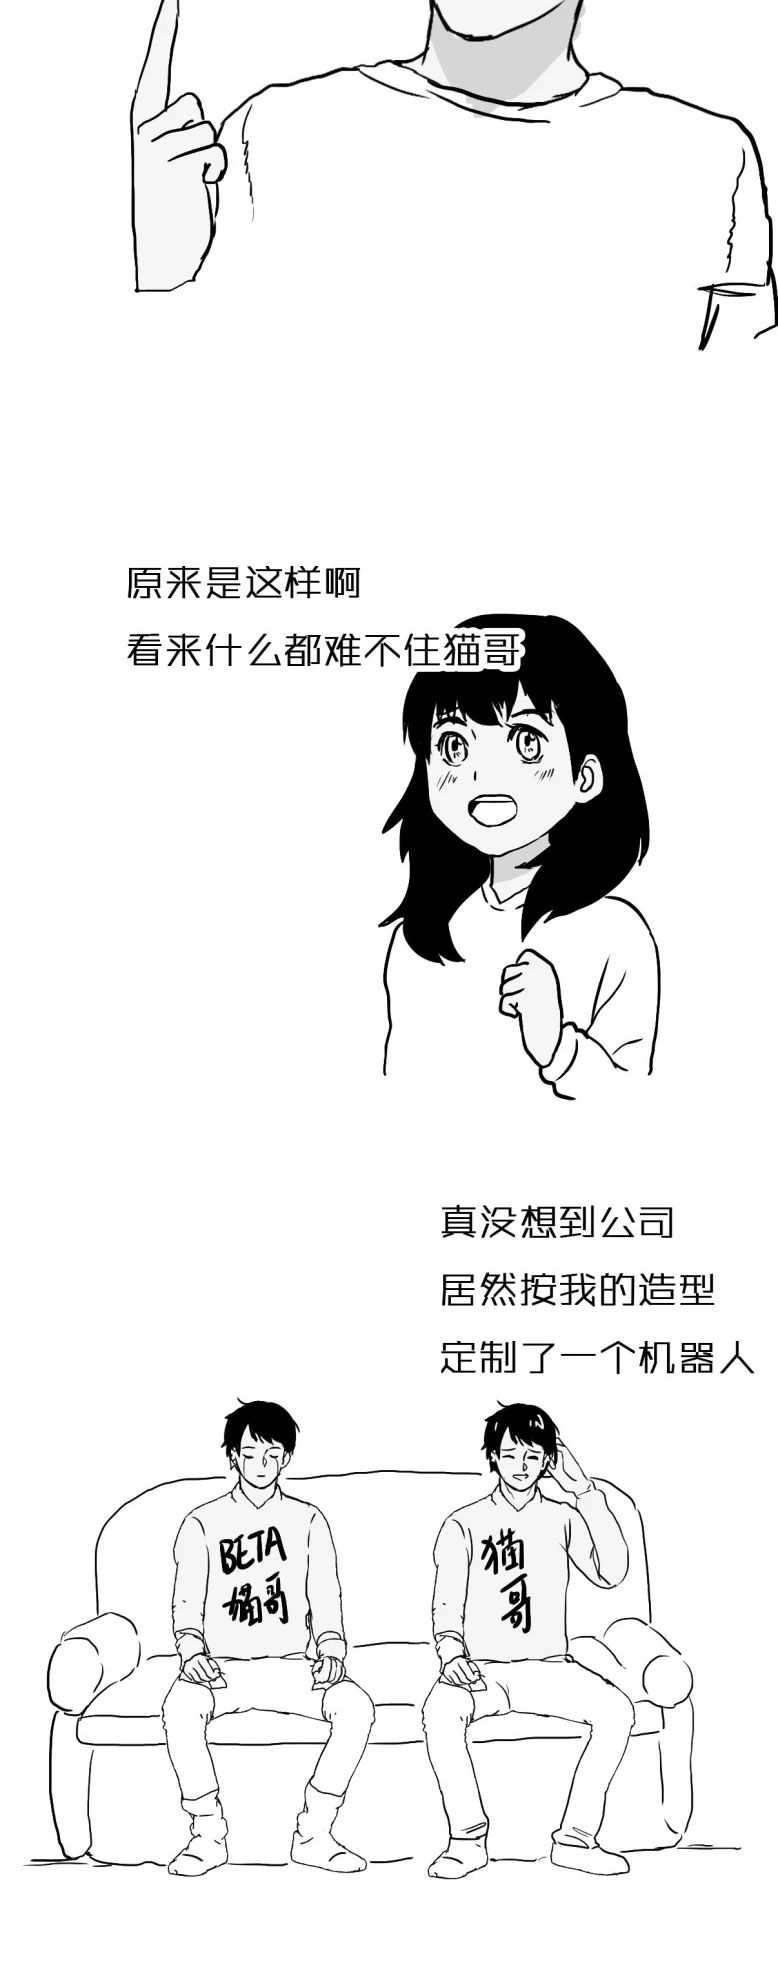 原来是这样啊
看来什么都难不住猫哥
真没想到公司
居然按我的造型
定制了一个机器人
BETA
猫哥
猫
哥